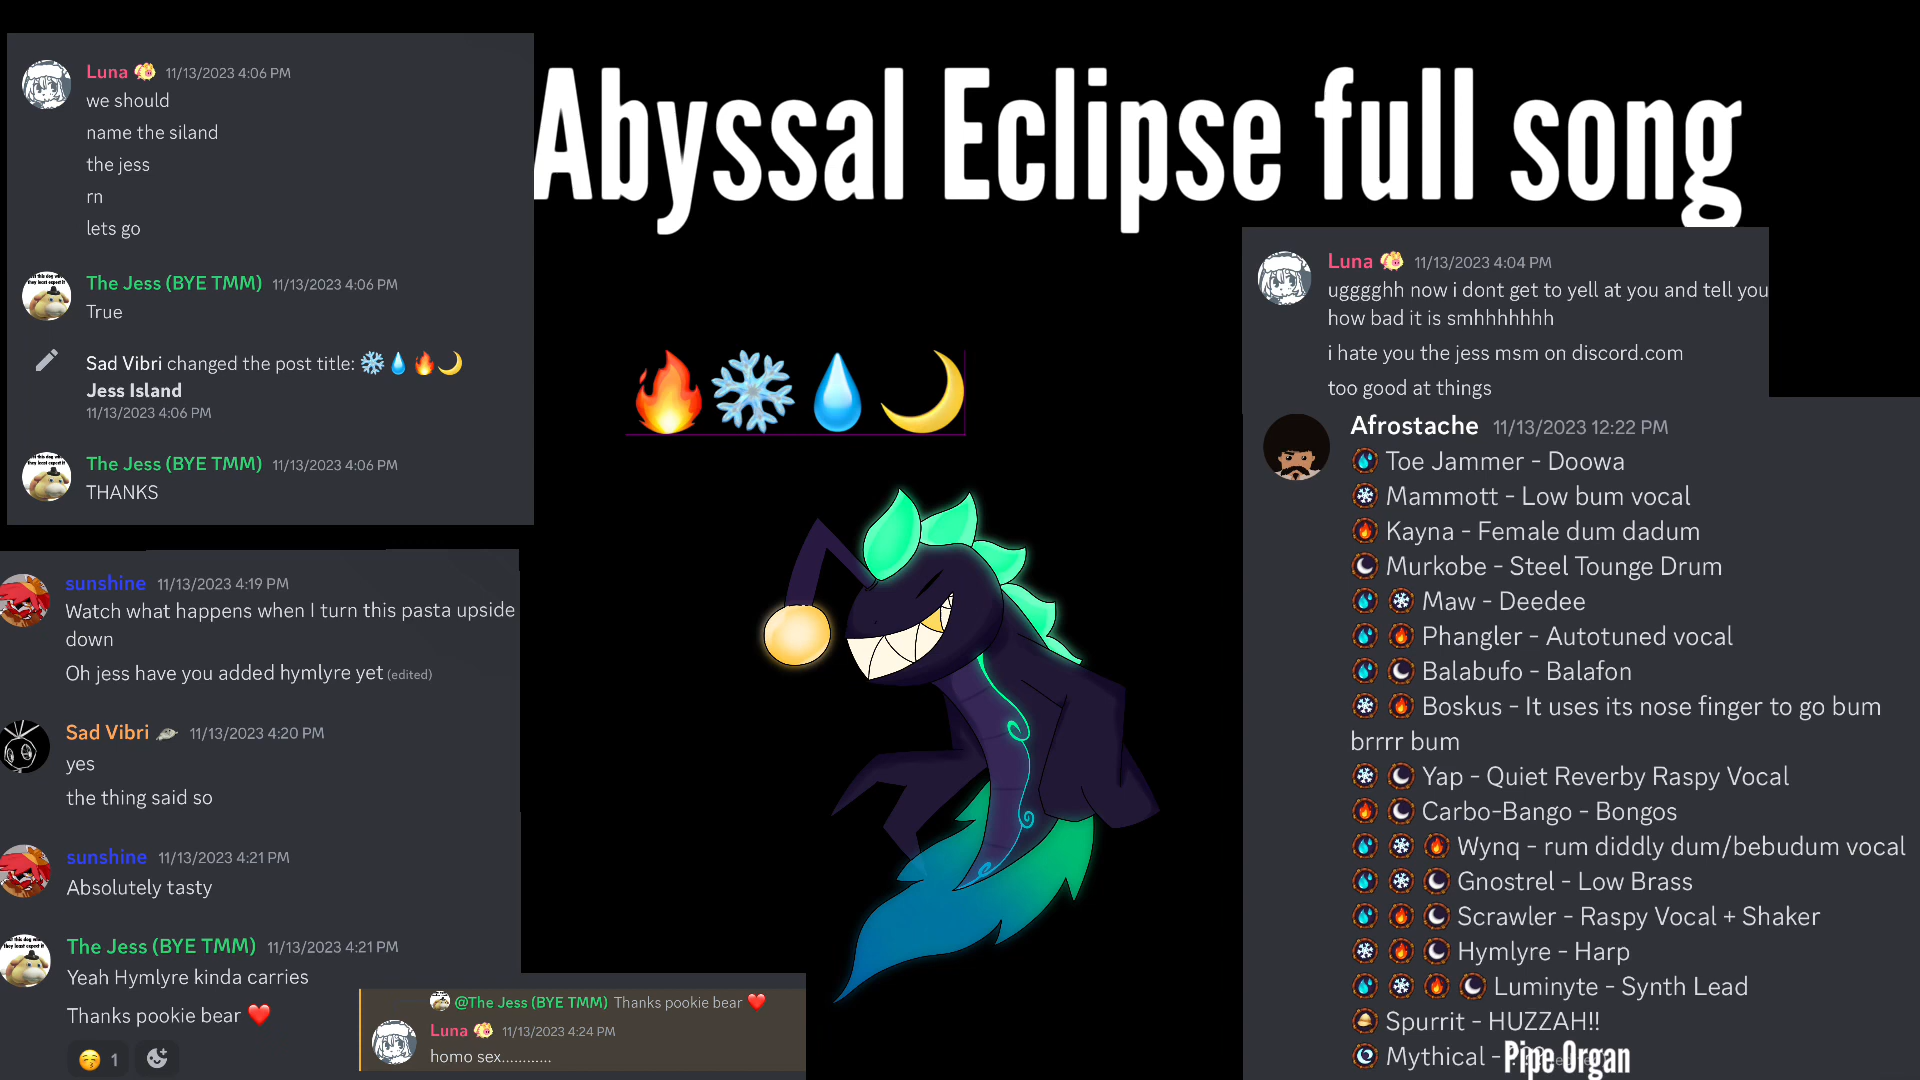 Abyssal Eclipse full song
Luna 11/13/2023 4:06 PM
we should
name the siland
the jess
rn
lets go
The Jess (BYE TMM) 11/13/2023 4:06 PM
True
Sad Vibri changed the post title: ❄️💧🔥🌙
Jess Island
11/13/2023 4:06 PM
The Jess (BYE TMM) 11/13/2023 4:06 PM
THANKS
sunshine 11/13/2023 4:19 PM
Watch what happens when I turn this pasta upside
down
Oh jess have you added hymlyre yet (edited)
Sad Vibri 11/13/2023 4:20 PM
yes
the thing said so
sunshine 11/13/2023 4:21 PM
Absolutely tasty
The Jess (BYE TMM) 11/13/2023 4:21 PM
Yeah Hymlyre kinda carries
Thanks pookie bear ❤️
1
@The Jess (BYE TMM) Thanks pookie bear ❤️
Luna 11/13/2023 4:24 PM
homo sex............
Luna 11/13/2023 4:04 PM
ugggghh now i dont get to yell at you and tell you
how bad it is smhhhhhhh
i hate you the jess msm on discord.com
too good at things
Afrostache 11/13/2023 12:22 PM
Toe Jammer - Doowa
Mammott - Low bum vocal
Kayna - Female dum dadum
Murkobe - Steel Tounge Drum
Maw - Deedee
Phangler - Autotuned vocal
Balabufo - Balafon
Boskus - It uses its nose finger to go bum
brrrr bum
Yap - Quiet Reverby Raspy Vocal
Carbo-Bango - Bongos
Wynq - rum diddly dum/bebudum vocal
Gnostrel - Low Brass
Scrawler - Raspy Vocal + Shaker
Hymlyre - Harp
Luminyte - Synth Lead
Spurrit - HUZZAH!!
Mythical - Pipe Organ